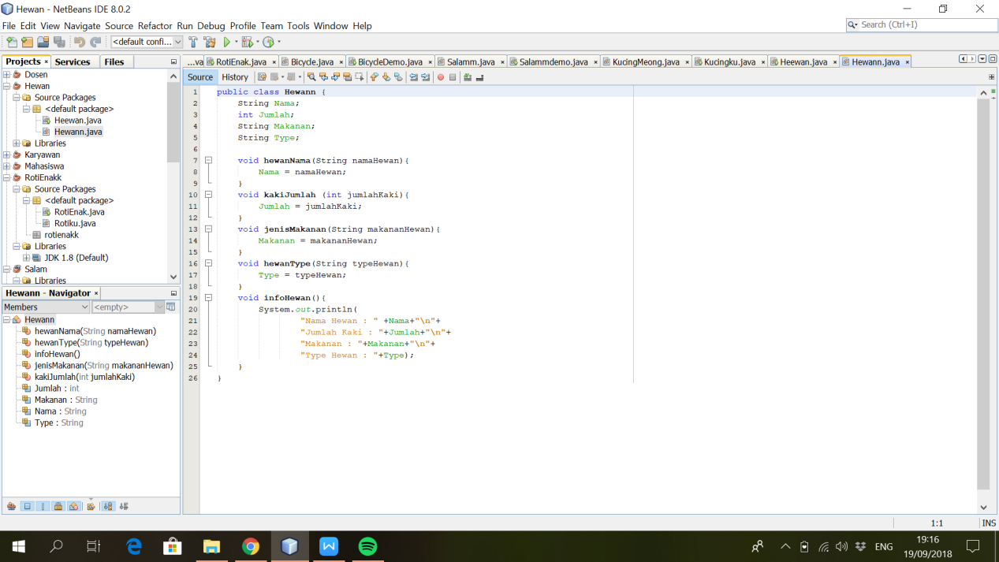 Hewan - NetBeans IDE 8.0.2
File Edit View Navigate Source Refactor Run Debug Profile Team Tools Window Help
Search (Ctrl+I)
<default confi...
Projects × Services Files
...va RotiEnak.java × Bicycle.java × BicycleDemo.java × Salamm.java × Salammdemo.java × KucingMeong.java × Kucingku.java × Heewan.java × Hewann.java ×
Source History
Dosen
Hewan
Source Packages
<default package>
Heewan.java
Hewann.java
Libraries
Karyawan
Mahasiswa
RotiEnakk
Source Packages
<default package>
RotiEnak.java
Rotiku.java
rotienakk
Libraries
JDK 1.8 (Default)
Salam
Libraries
Hewann - Navigator ×
Members <empty>
Hewann
hewanNama(String namaHewan)
hewanType(String typeHewan)
infoHewan()
jenisMakanan(String makananHewan)
kakiJumlah(int jumlahKaki)
Jumlah : int
Makanan : String
Nama : String
Type : String
1 public class Hewann {
2 String Nama;
3 int Jumlah;
4 String Makanan;
5 String Type;
6
7 void hewanNama(String namaHewan){
8 Nama = namaHewan;
9 }
10 void kakiJumlah (int jumlahKaki){
11 Jumlah = jumlahKaki;
12 }
13 void jenisMakanan(String makananHewan){
14 Makanan = makananHewan;
15 }
16 void hewanType(String typeHewan){
17 Type = typeHewan;
18 }
19 void infoHewan(){
20 System.out.println(
21 "Nama Hewan : " +Nama+"\n"+
22 "Jumlah Kaki : "+Jumlah+"\n"+
23 "Makanan : "+Makanan+"\n"+
24 "Type Hewan : "+Type);
25 }
26 }
1:1 INS
ENG
19:16
19/09/2018